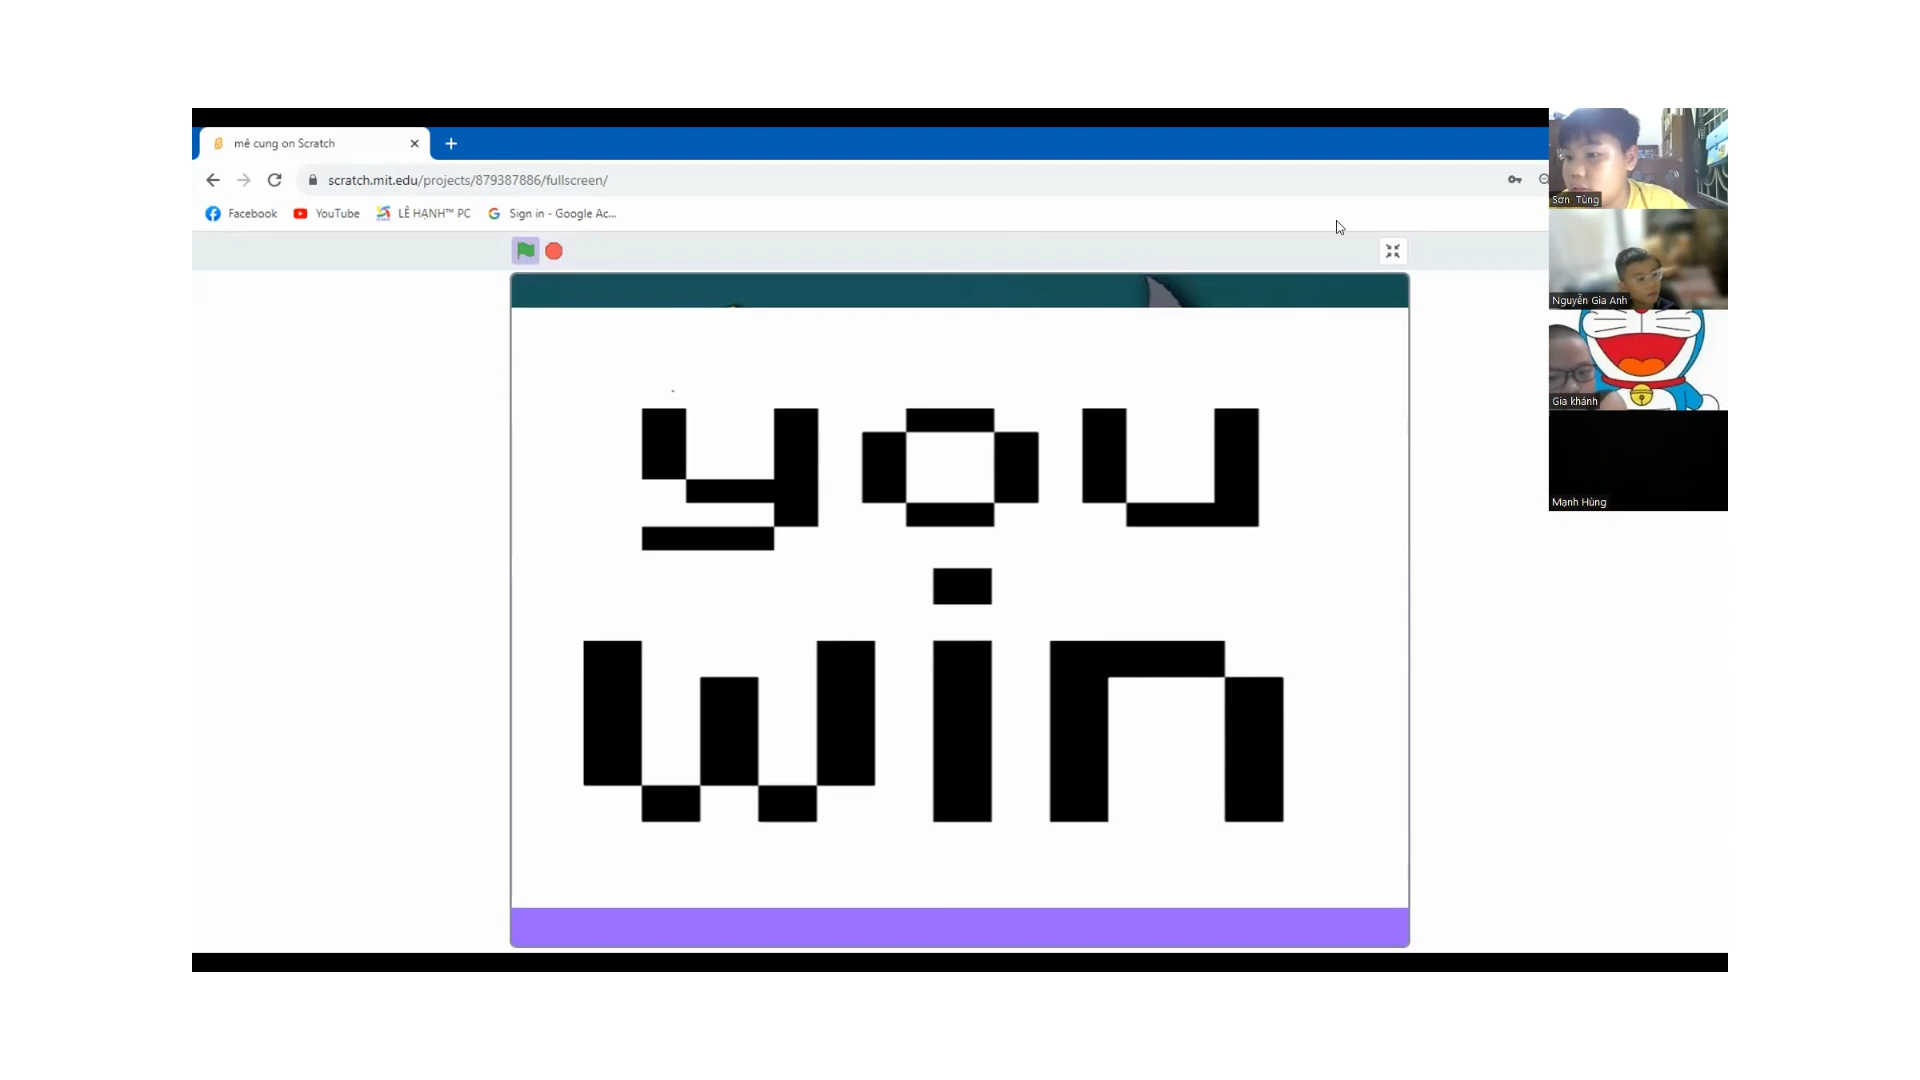 mê cung on Scratch
scratch.mit.edu/projects/879387886/fullscreen/
Facebook YouTube LÊ HẠNH™ PC Sign in - Google Ac...
Sơn Tùng
Nguyễn Gia Anh
Gia khánh
Mạnh Hùng
you
win